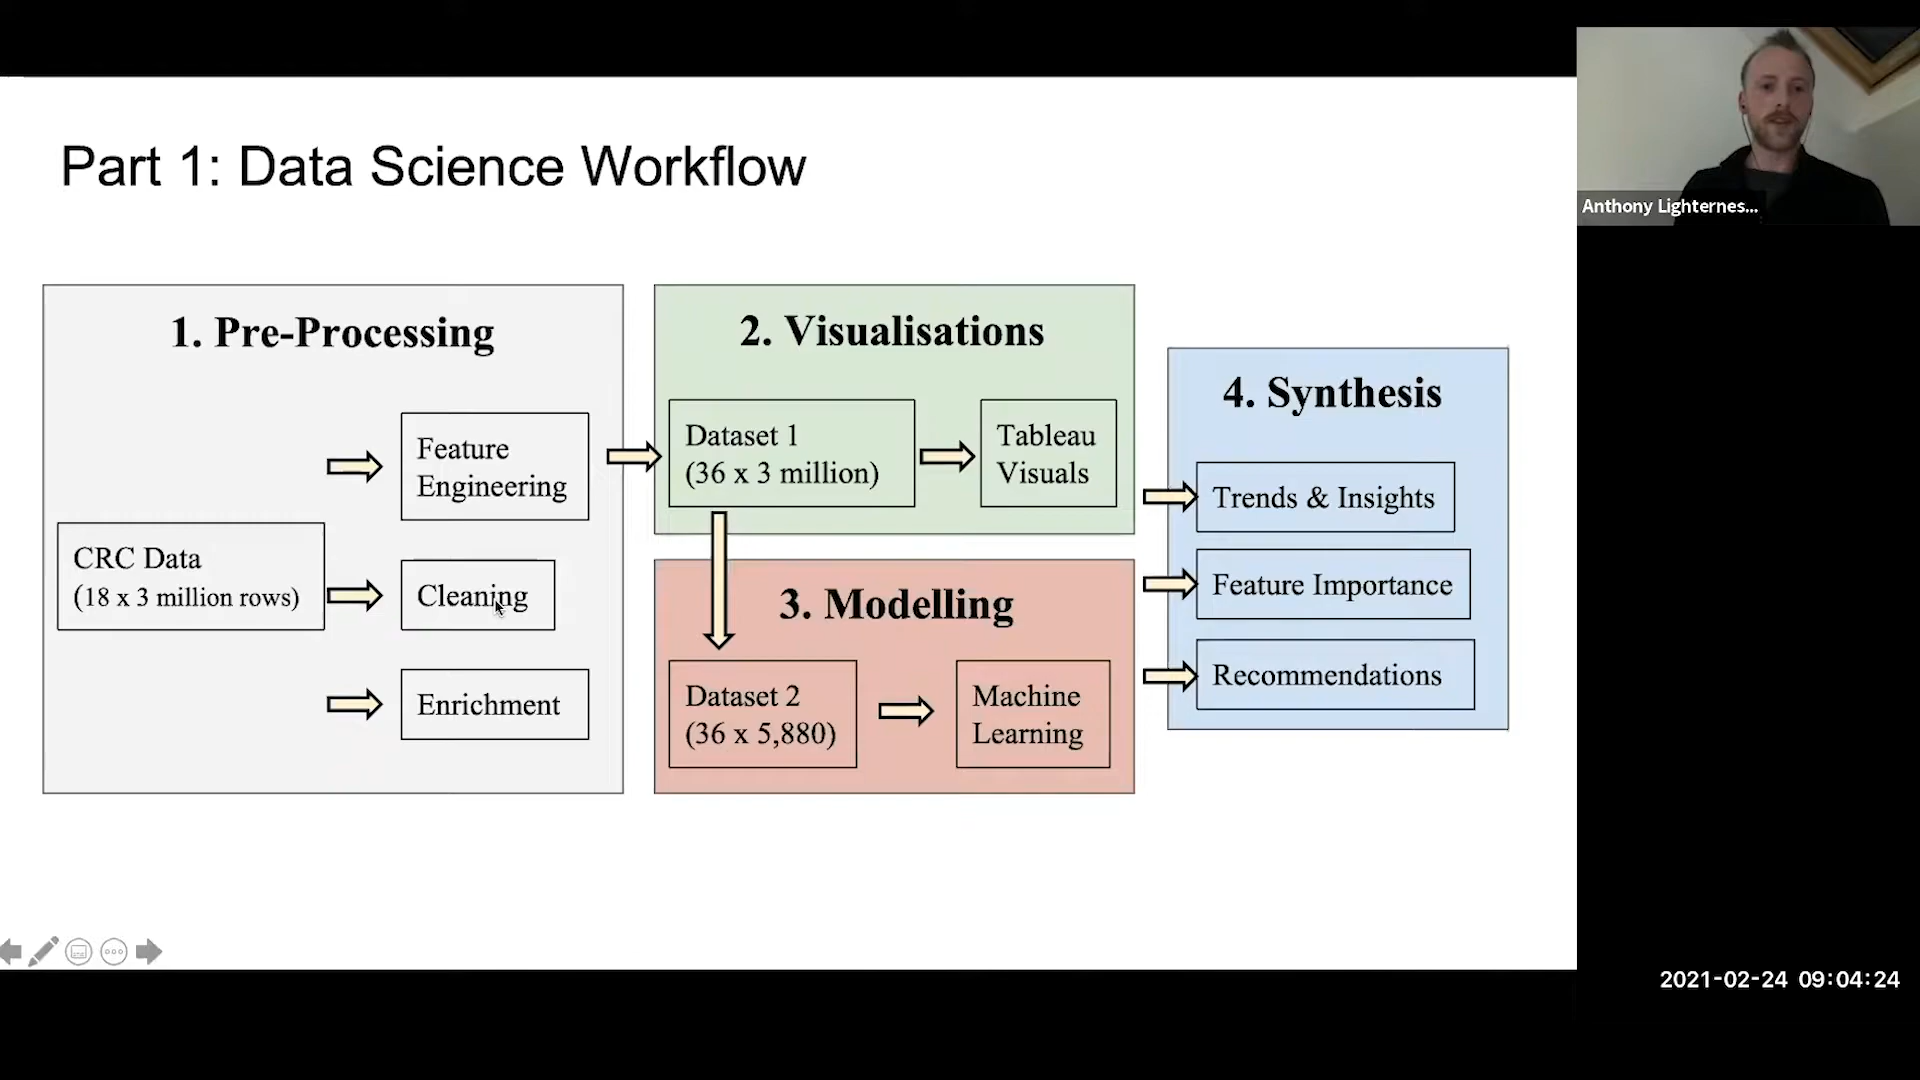 Part 1: Data Science Workflow
1. Pre-Processing
Feature
Engineering
CRC Data
(18 x 3 million rows)
Cleaning
Enrichment
2. Visualisations
Dataset 1
(36 x 3 million)
Tableau
Visuals
3. Modelling
Dataset 2
(36 x 5,880)
Machine
Learning
4. Synthesis
Trends & Insights
Feature Importance
Recommendations
Anthony Lighternes...
2021-02-24 09:04:24